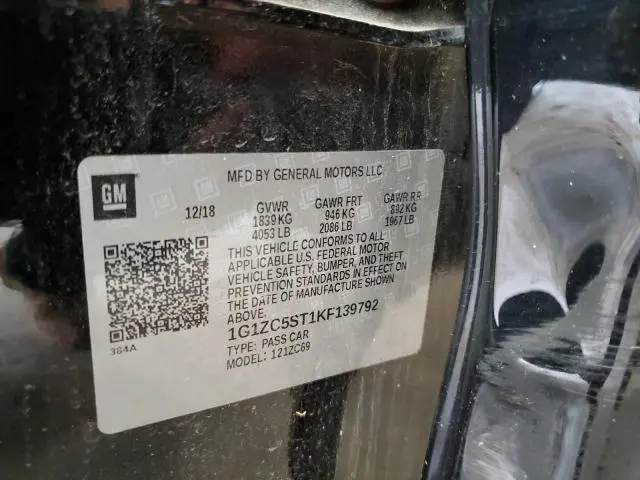 GM
MFD BY GENERAL MOTORS LLC
12/18 GVWR GAWR FRT GAWR RR
1839 KG 946 KG 892 KG
4053 LB 2086 LB 1967 LB
THIS VEHICLE CONFORMS TO ALL
APPLICABLE U.S. FEDERAL MOTOR
VEHICLE SAFETY, BUMPER, AND THEFT
PREVENTION STANDARDS IN EFFECT ON
THE DATE OF MANUFACTURE SHOWN
ABOVE.
1G1ZC5ST1KF139792
TYPE: PASS CAR
MODEL: 121ZC69
364A